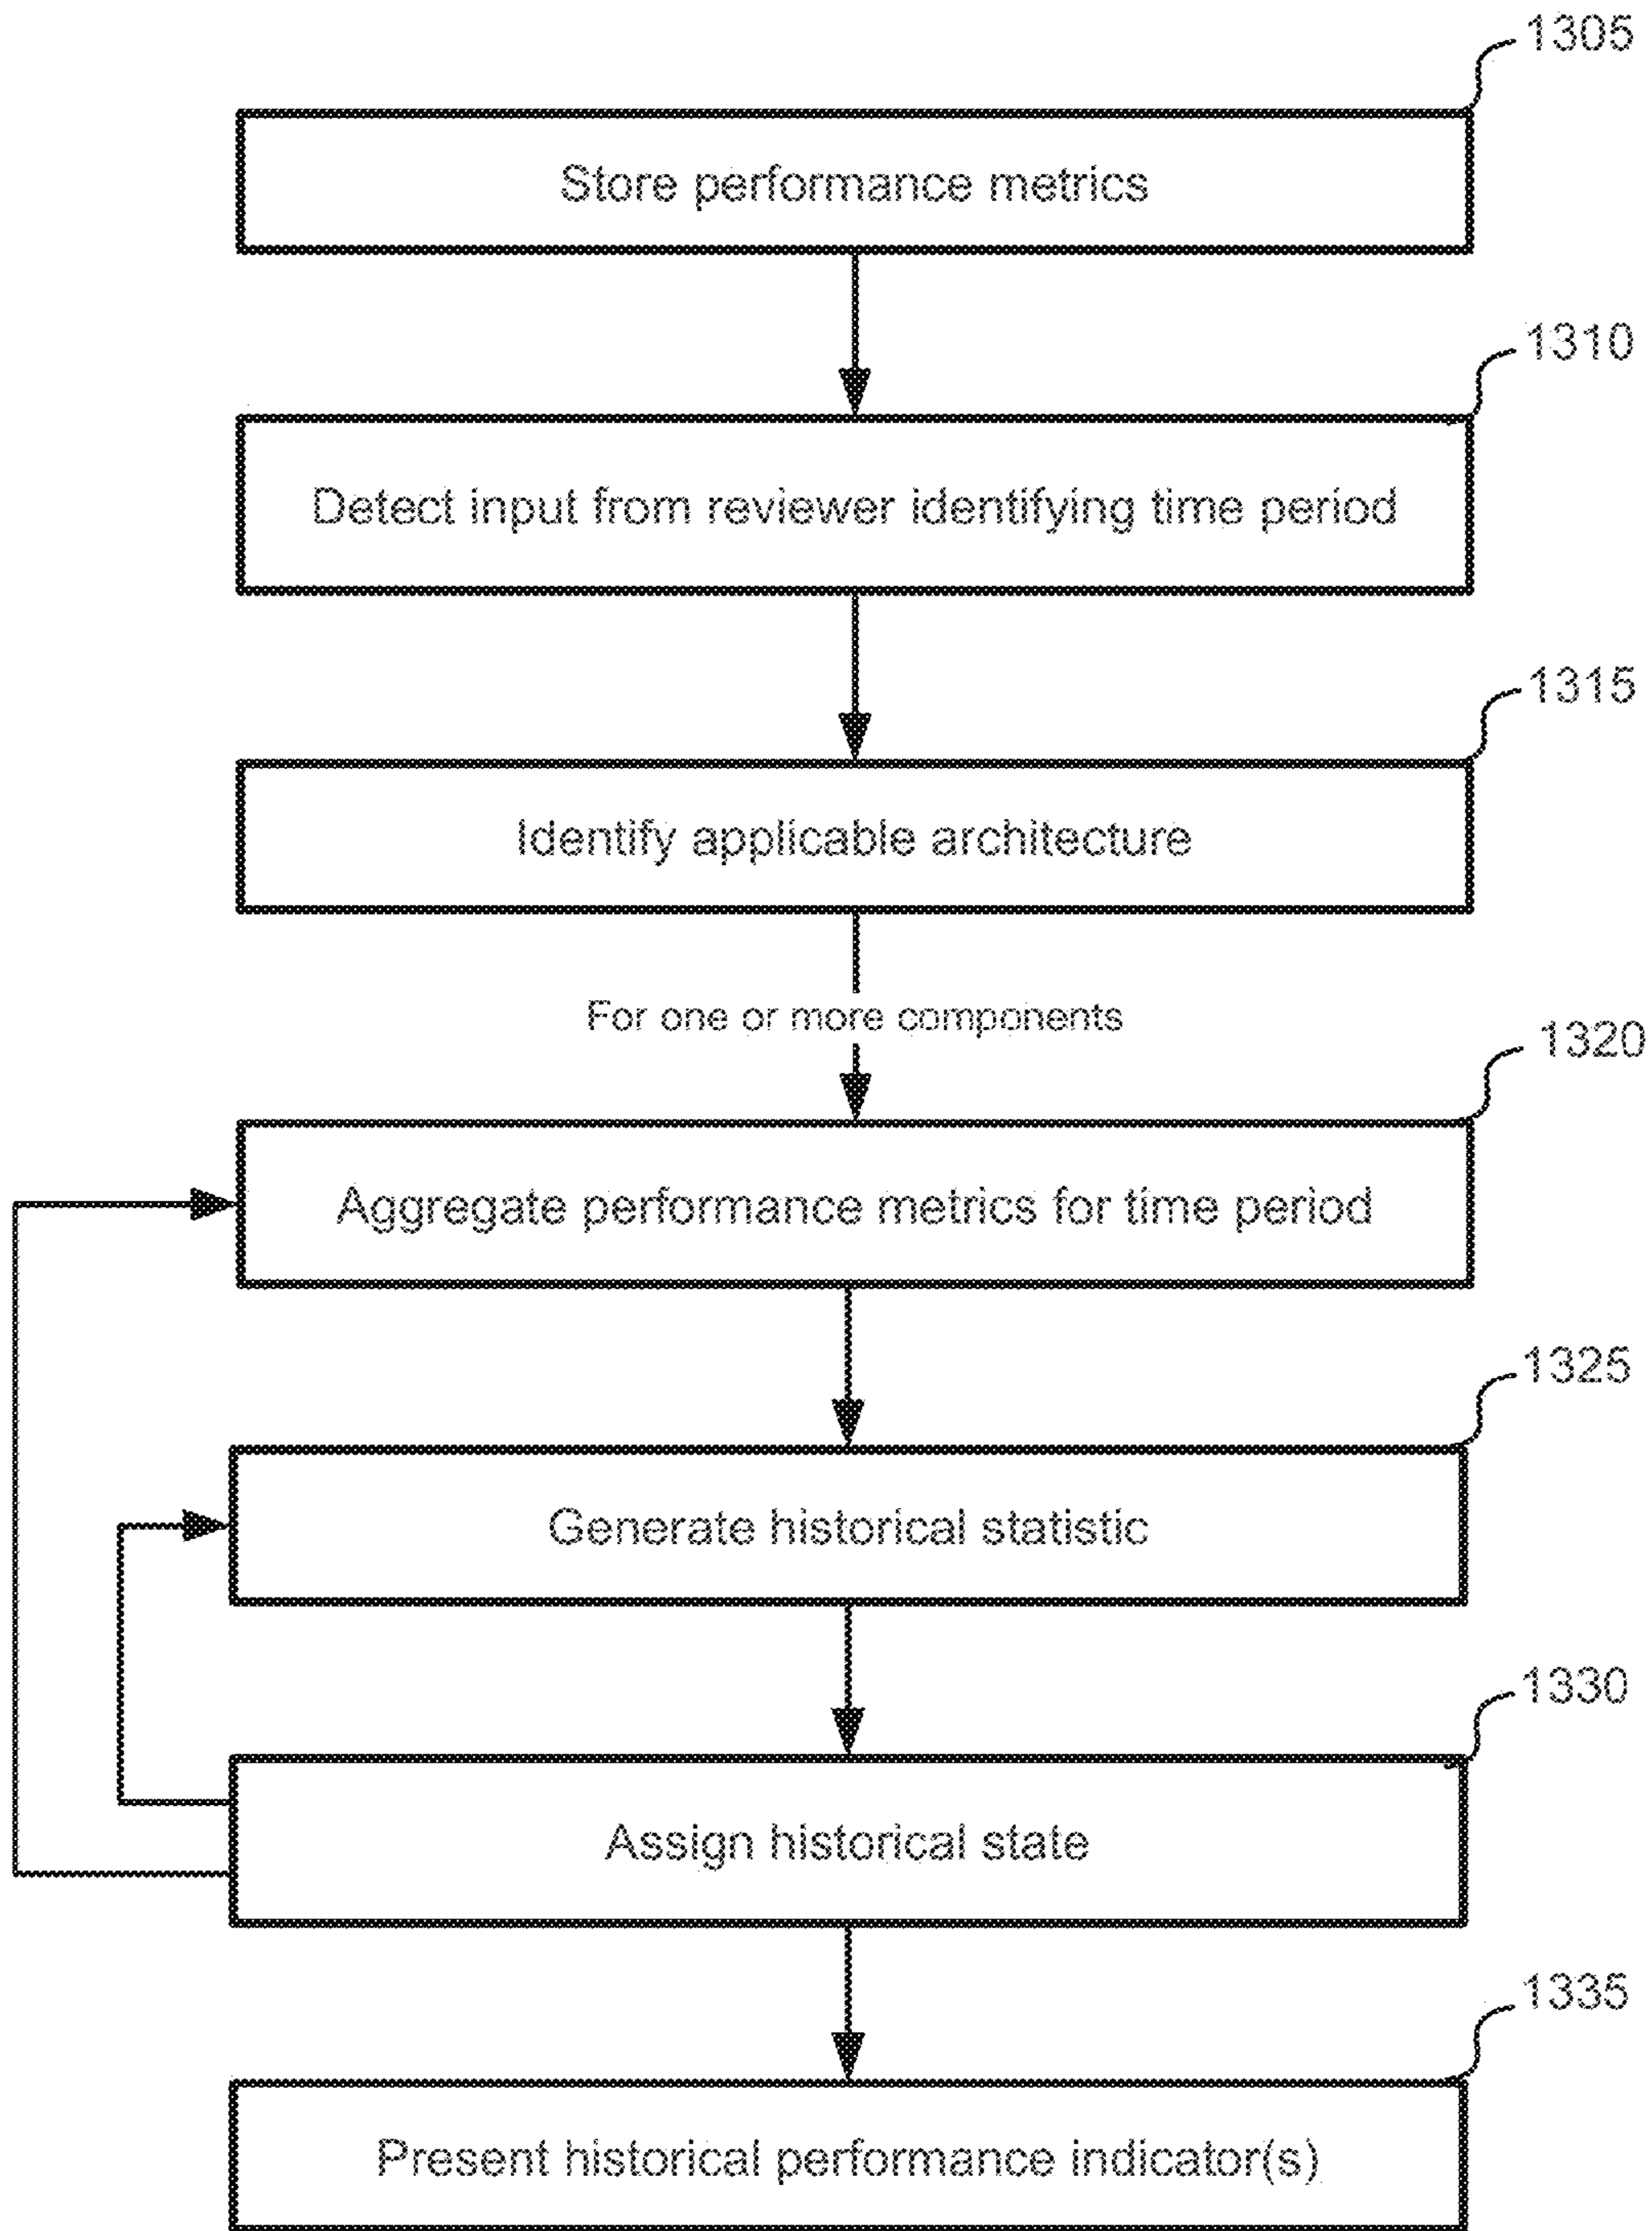 1305
Store performance metrics
1310
Detect input from reviewer identifying time period
1315
Identify applicable architecture
For one or more components
1320
Aggregate performance metrics for time period
1325
Generate historical statistic
1330
Assign historical state
1335
Present historical performance indicator(s)